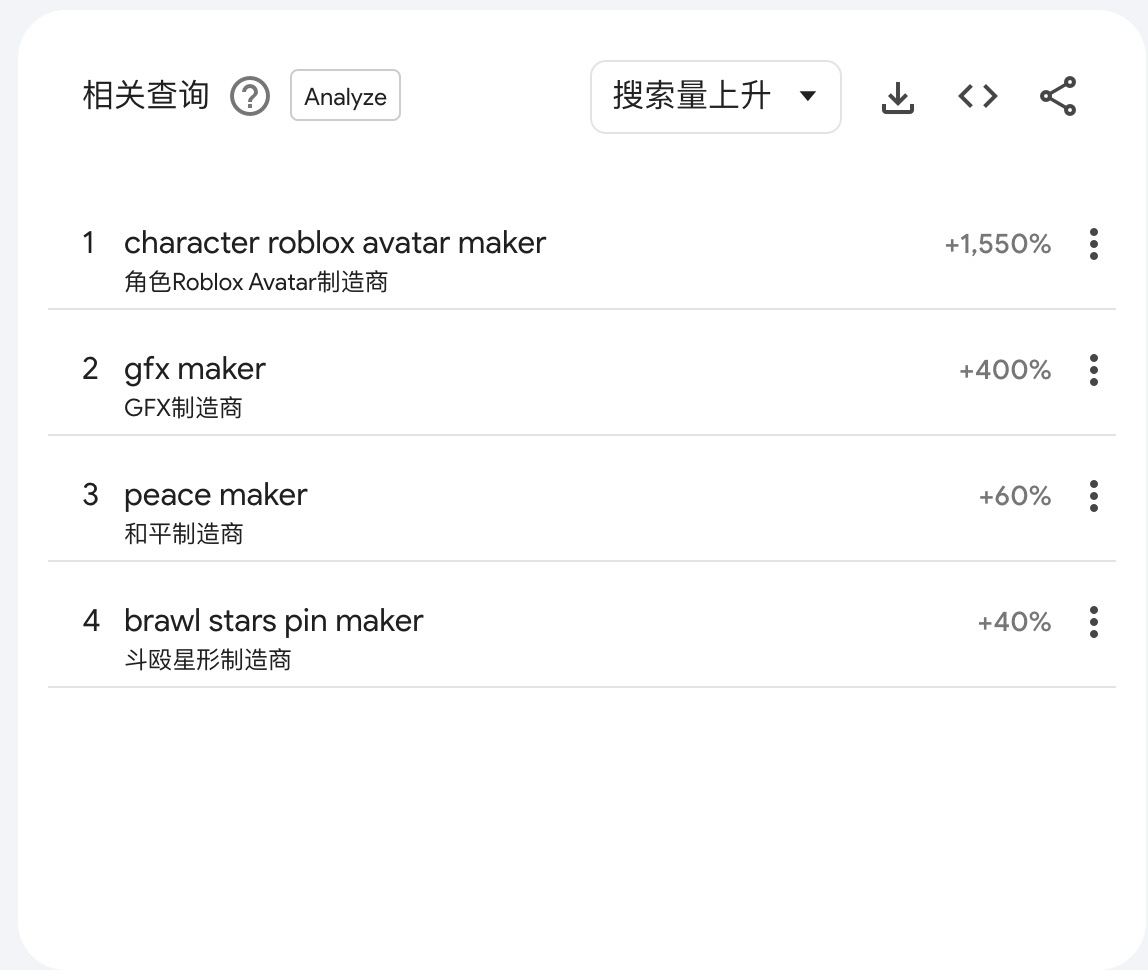 相关查询 Analyze 搜索量上升
1 character roblox avatar maker +1,550%
角色Roblox Avatar制造商
2 gfx maker +400%
GFX制造商
3 peace maker +60%
和平制造商
4 brawl stars pin maker +40%
斗殴星形制造商